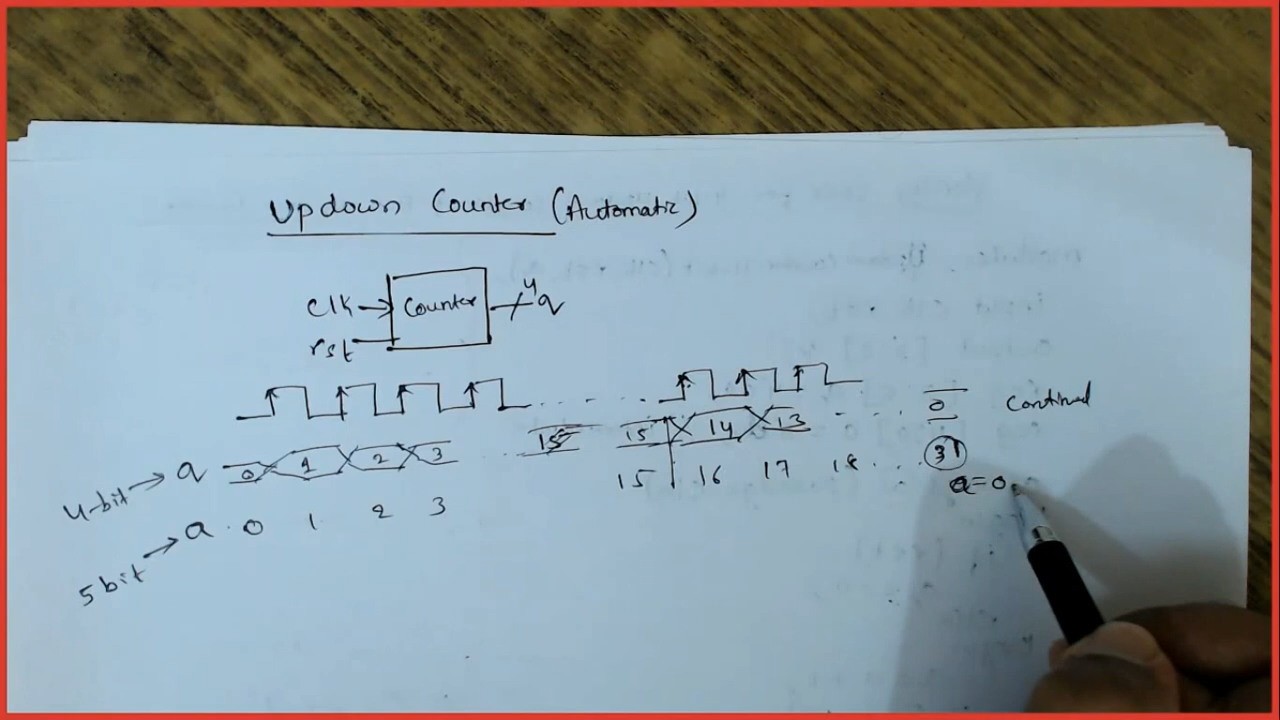 Updown Counter (Automatic)
Clk Counter 4 q
rst
4-bit → q 0 1 2 3 ... 15 15 14 13 - .. 0 Continued
15 16 17 18 ... 31
a=0
5bit → a 0 1 2 3